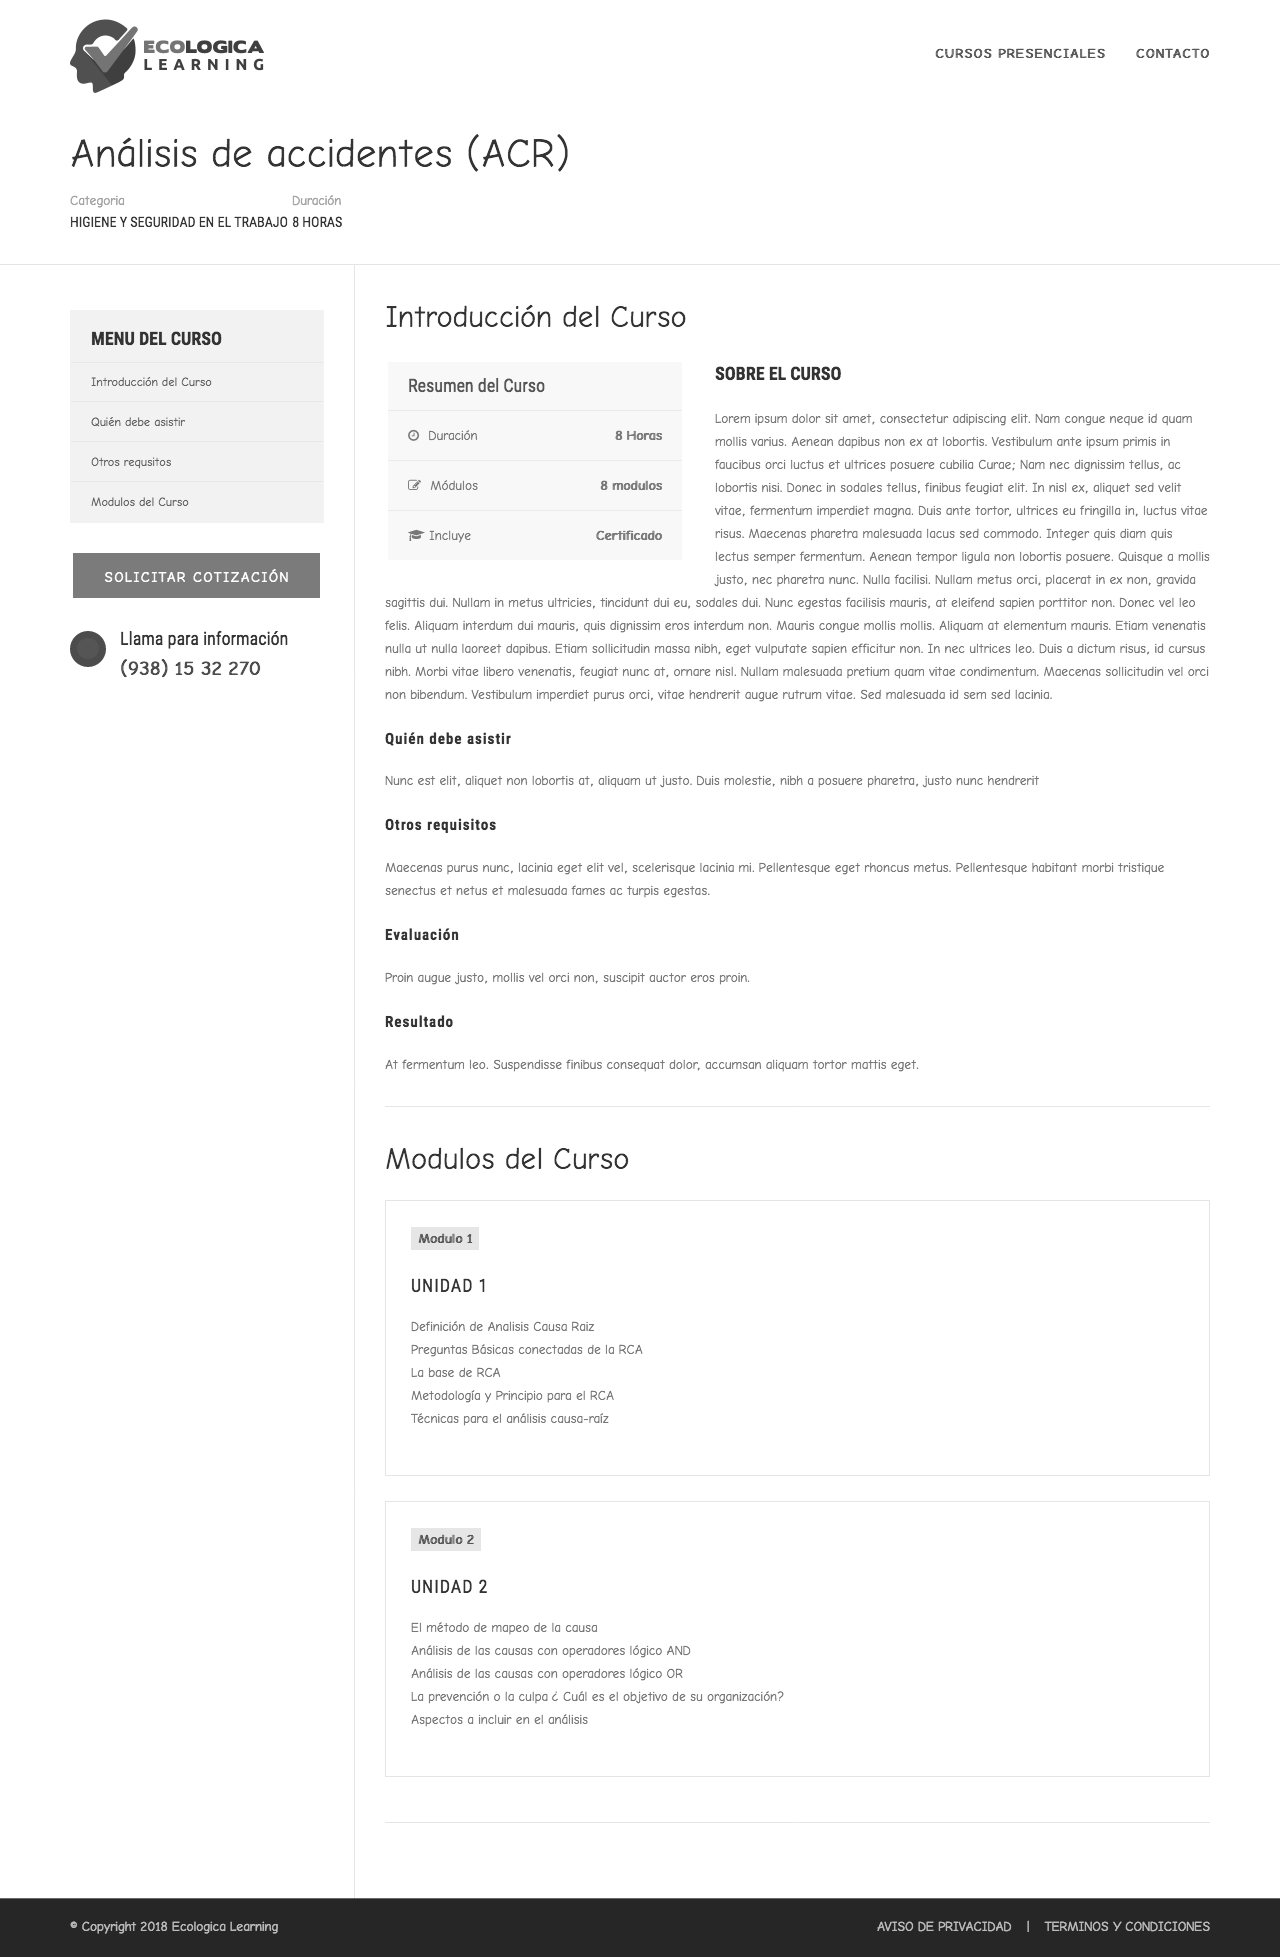 ECOLOGICA
LEARNING
CURSOS PRESENCIALES CONTACTO
Análisis de accidentes (ACR)
Categoria Duración
HIGIENE Y SEGURIDAD EN EL TRABAJO 8 HORAS
MENU DEL CURSO
Introducción del Curso
Quién debe asistir
Otros requsitos
Modulos del Curso
SOLICITAR COTIZACIÓN
Llama para información
(938) 15 32 270
Introducción del Curso
Resumen del Curso
Duración 8 Horas
Módulos 8 modulos
Incluye Certificado
SOBRE EL CURSO
Lorem ipsum dolor sit amet, consectetur adipiscing elit. Nam congue neque id quam
mollis varius. Aenean dapibus non ex at lobortis. Vestibulum ante ipsum primis in
faucibus orci luctus et ultrices posuere cubilia Curae; Nam nec dignissim tellus, ac
lobortis nisi. Donec in sodales tellus, finibus feugiat elit. In nisl ex, aliquet sed velit
vitae, fermentum imperdiet magna. Duis ante tortor, ultrices eu fringilla in, luctus vitae
risus. Maecenas pharetra malesuada lacus sed commodo. Integer quis diam quis
lectus semper fermentum. Aenean tempor ligula non lobortis posuere. Quisque a mollis
justo, nec pharetra nunc. Nulla facilisi. Nullam metus orci, placerat in ex non, gravida
sagittis dui. Nullam in metus ultricies, tincidunt dui eu, sodales dui. Nunc egestas facilisis mauris, at eleifend sapien porttitor non. Donec vel leo
felis. Aliquam interdum dui mauris, quis dignissim eros interdum non. Mauris congue mollis mollis. Aliquam at elementum mauris. Etiam venenatis
nulla ut nulla laoreet dapibus. Etiam sollicitudin massa nibh, eget vulputate sapien efficitur non. In nec ultrices leo. Duis a dictum risus, id cursus
nibh. Morbi vitae libero venenatis, feugiat nunc at, ornare nisl. Nullam malesuada pretium quam vitae condimentum. Maecenas sollicitudin vel orci
non bibendum. Vestibulum imperdiet purus orci, vitae hendrerit augue rutrum vitae. Sed malesuada id sem sed lacinia.
Quién debe asistir
Nunc est elit, aliquet non lobortis at, aliquam ut justo. Duis molestie, nibh a posuere pharetra, justo nunc hendrerit
Otros requisitos
Maecenas purus nunc, lacinia eget elit vel, scelerisque lacinia mi. Pellentesque eget rhoncus metus. Pellentesque habitant morbi tristique
senectus et netus et malesuada fames ac turpis egestas.
Evaluación
Proin augue justo, mollis vel orci non, suscipit auctor eros proin.
Resultado
At fermentum leo. Suspendisse finibus consequat dolor, accumsan aliquam tortor mattis eget.
Modulos del Curso
Modulo 1
UNIDAD 1
Definición de Analisis Causa Raiz
Preguntas Básicas conectadas de la RCA
La base de RCA
Metodología y Principio para el RCA
Técnicas para el análisis causa-raíz
Modulo 2
UNIDAD 2
El método de mapeo de la causa
Análisis de las causas con operadores lógico AND
Análisis de las causas con operadores lógico OR
La prevención o la culpa ¿ Cuál es el objetivo de su organización?
Aspectos a incluir en el análisis
© Copyright 2018 Ecologica Learning
AVISO DE PRIVACIDAD | TERMINOS Y CONDICIONES